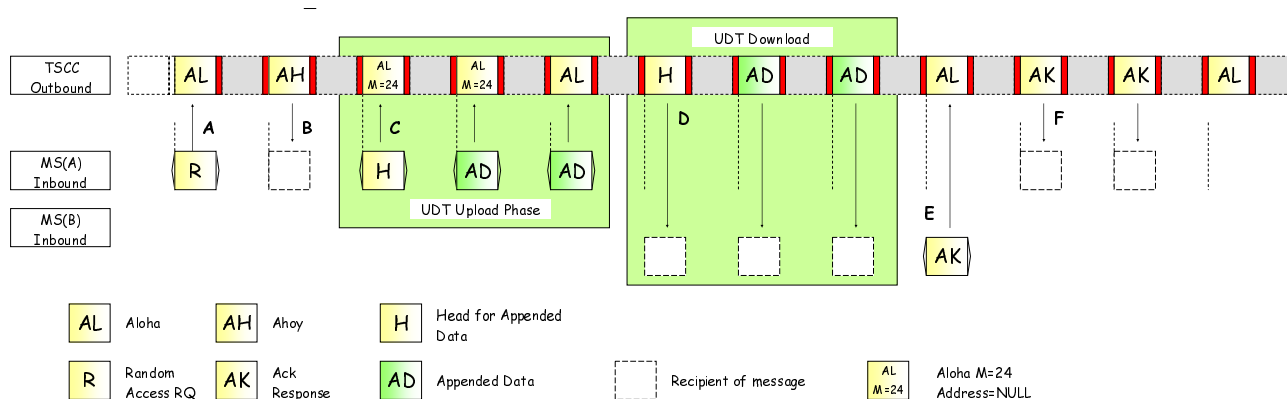 UDT Download
TSCC
Outbound
AL
AH
AL
M=24
AL
M=24
AL
H
AD
AD
AL
AK
AK
AL
A
B
C
D
F
MS(A)
Inbound
R
H
AD
AD
UDT Upload Phase
MS(B)
Inbound
E
AK
AL
Aloha
AH
Ahoy
H
Head for Appended
Data
R
Random
Access RQ
AK
Ack
Response
AD
Appended Data
Recipient of message
AL
M=24
Aloha M=24
Address=NULL